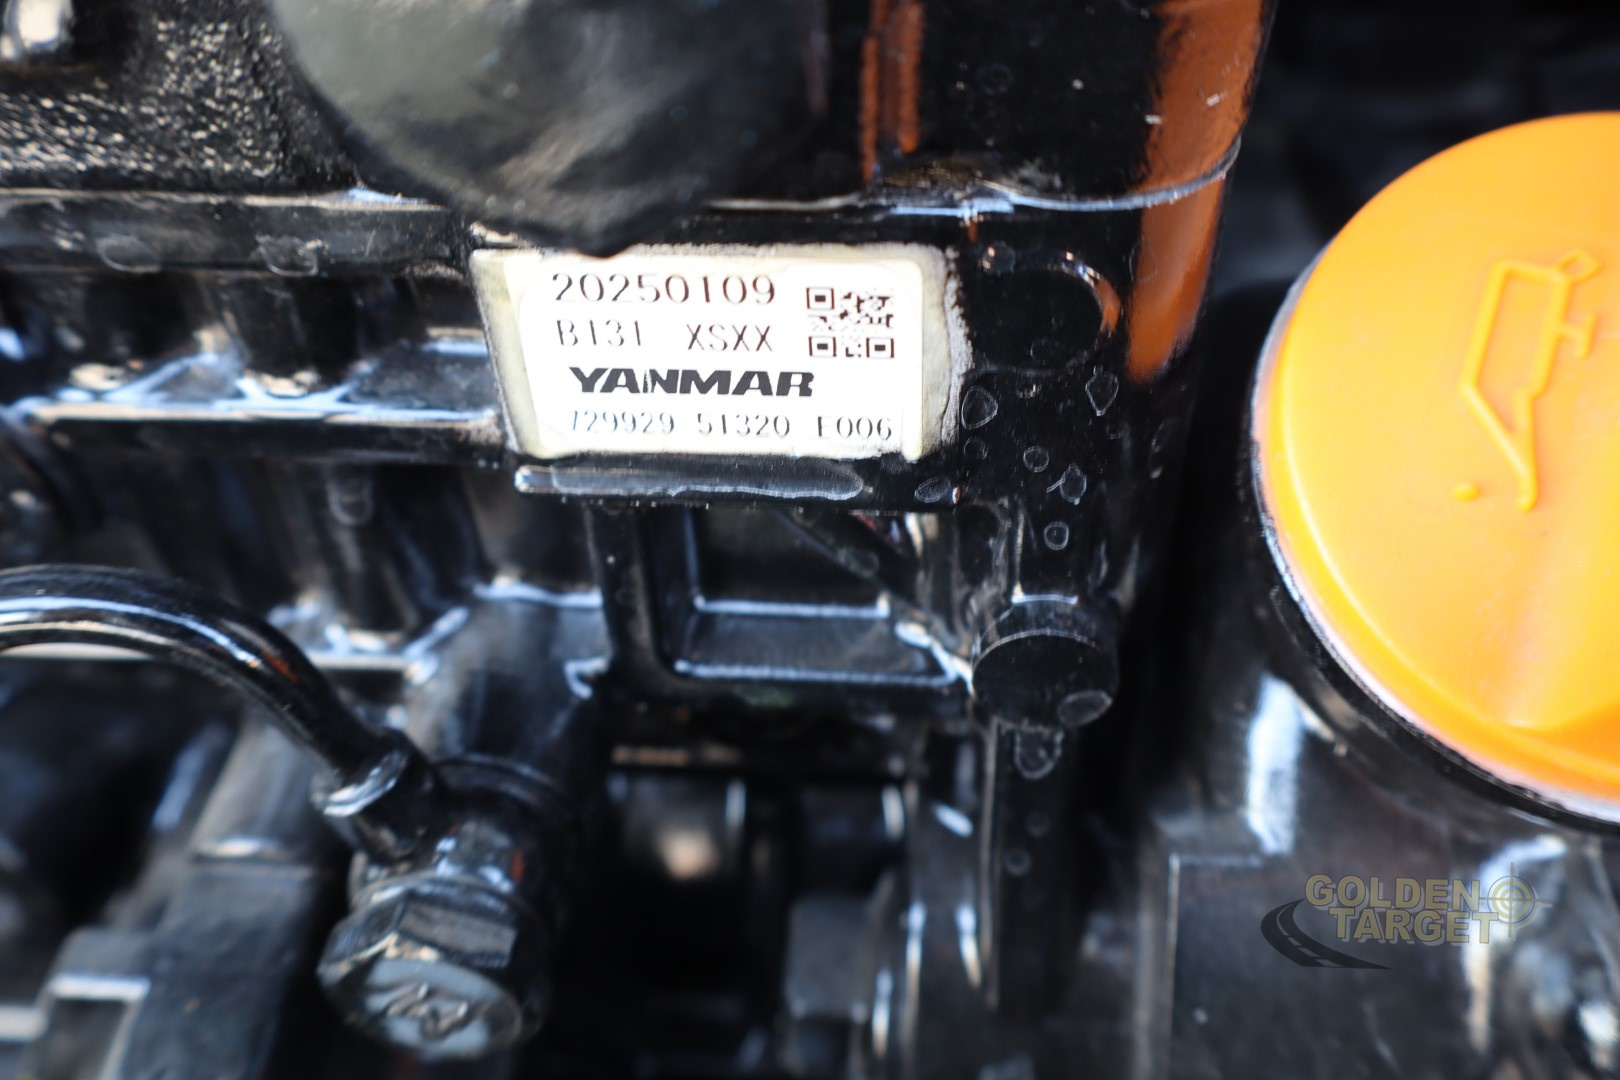 20250109
B131 XSXX
YANMAR
729929 51320 E006
GOLDEN
TARGET